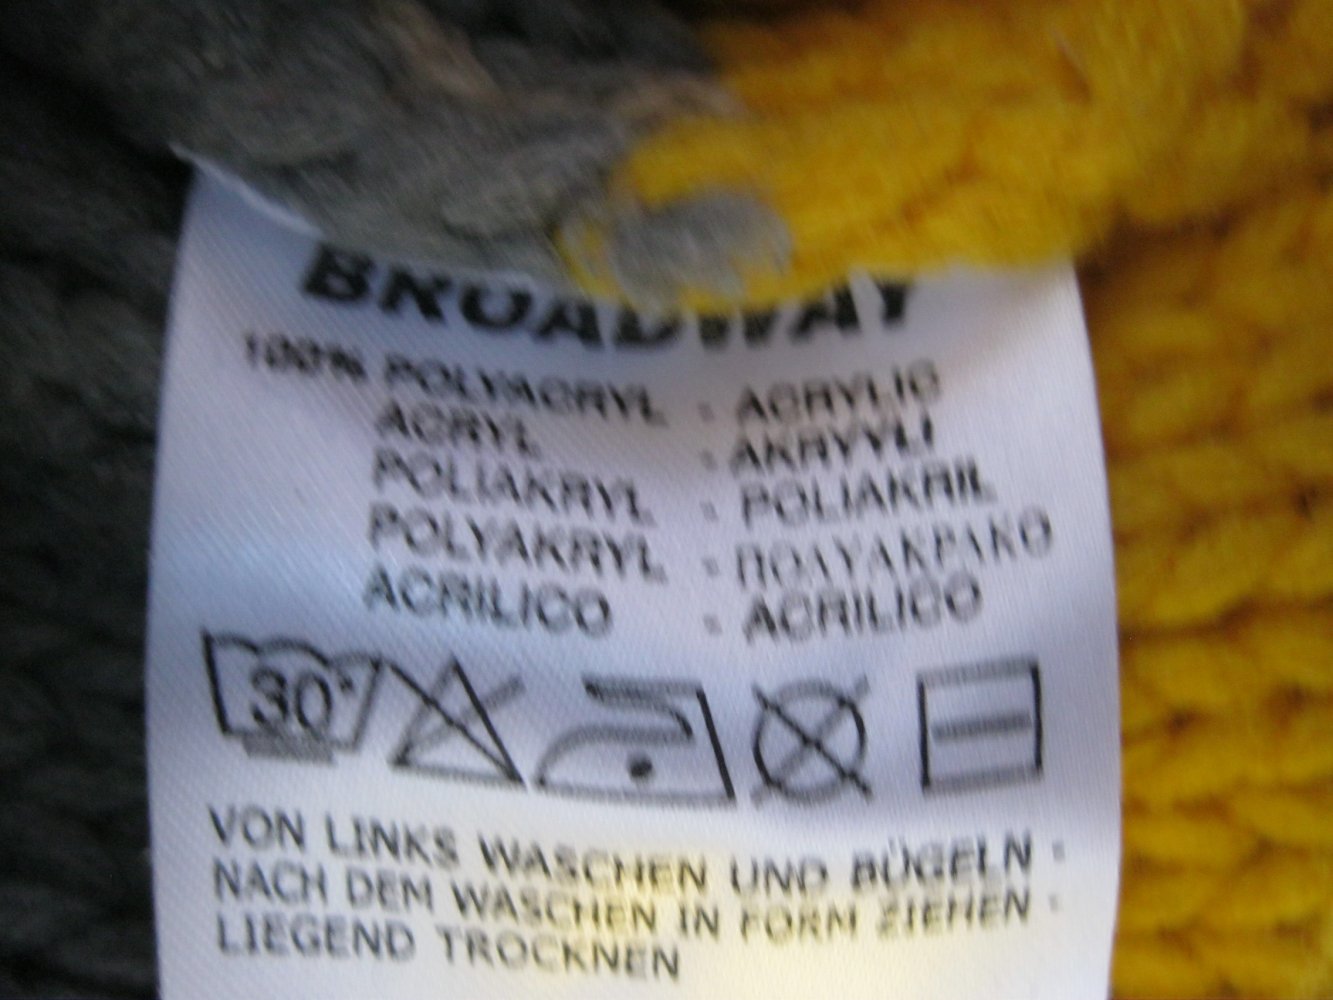 BROADWAY
100% POLYACRYL - ACRYLIC
ACRYL - AKRYYLI
POLIAKRYL - POLIAKRIL
POLYAKRYL - ΠΟΛΥΑΚΡΙΛΙΚΟ
ACRILICO - ACRILICO
30°
VON LINKS WASCHEN UND BÜGELN -
NACH DEM WASCHEN IN FORM ZIEHEN -
LIEGEND TROCKNEN